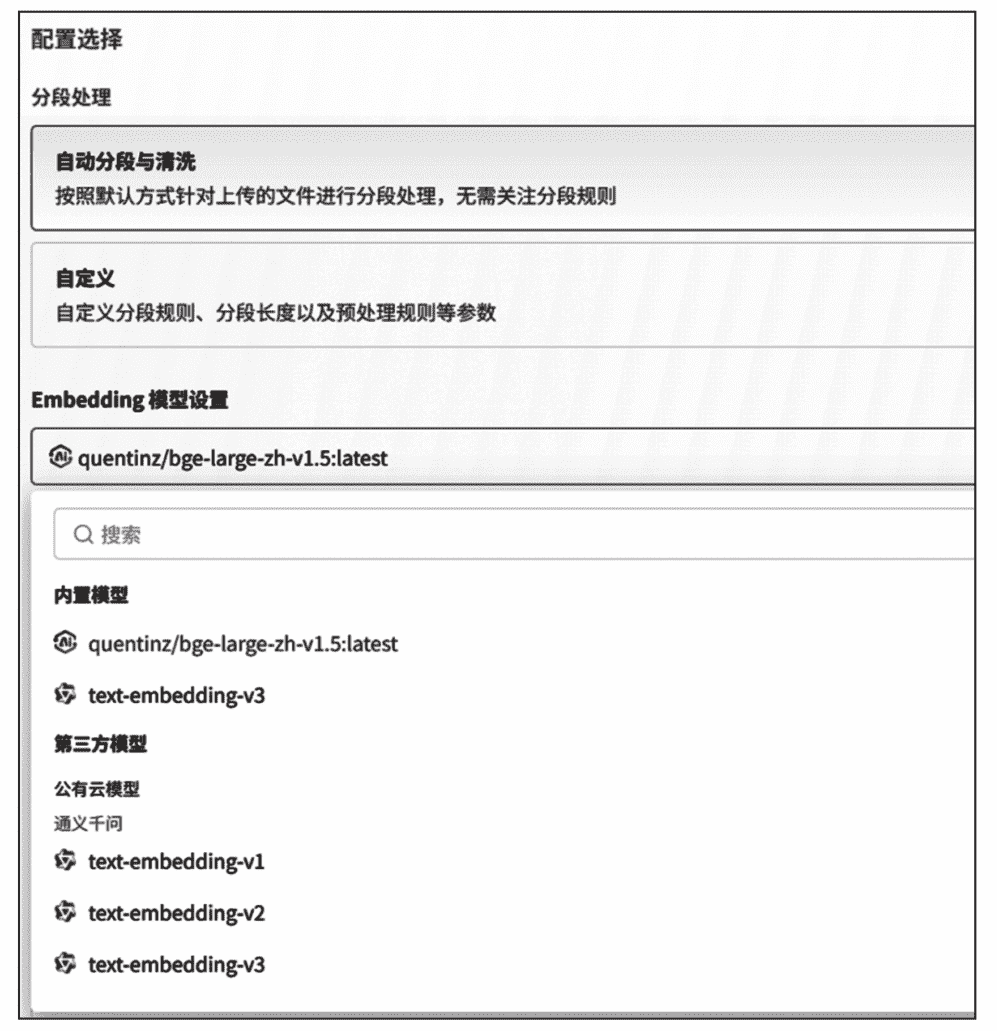 配置选择
分段处理
自动分段与清洗
按照默认方式针对上传的文件进行分段处理，无需关注分段规则
自定义
自定义分段规则、分段长度以及预处理规则等参数
Embedding 模型设置
quentinz/bge-large-zh-v1.5:latest
搜索
内置模型
quentinz/bge-large-zh-v1.5:latest
text-embedding-v3
第三方模型
公有云模型
通义千问
text-embedding-v1
text-embedding-v2
text-embedding-v3